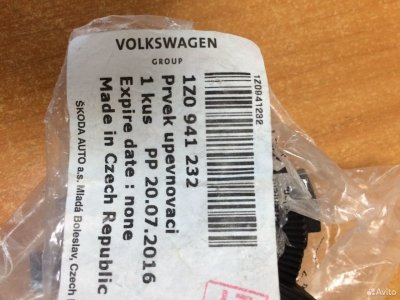 VOLKSWAGEN
GROUP
1Z0941232
1Z0 941 232
Prvek upevnovaci
1 kus PP 20.07.2016
Expire date : none
Made in Czech Republic
ŠKODA AUTO a.s. Mladá Boleslav, Czech
Avito